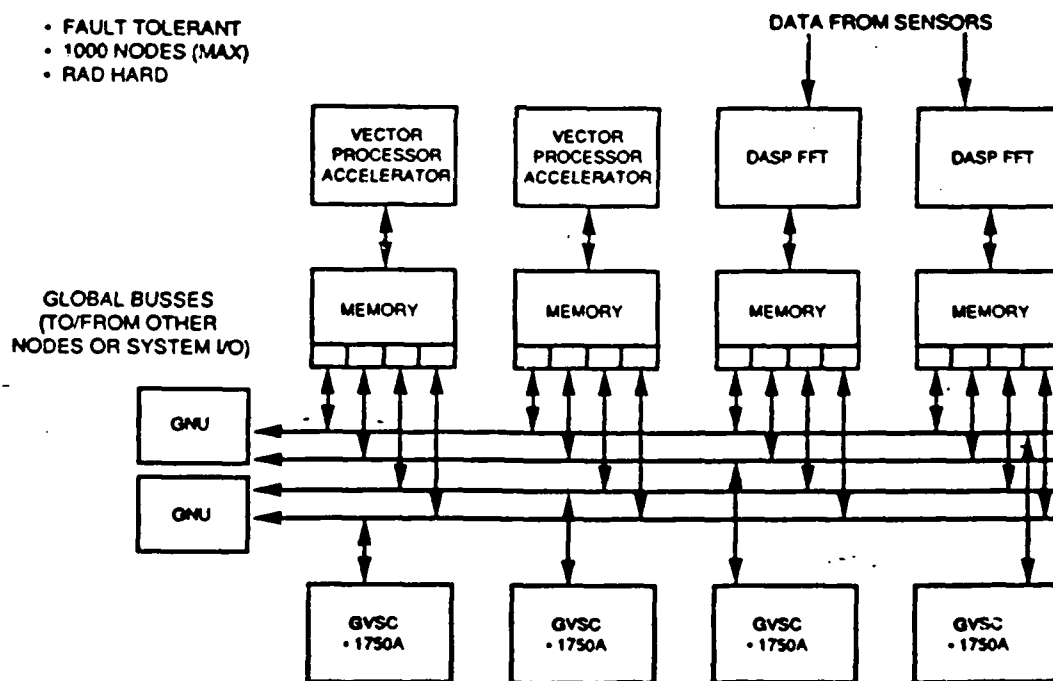 • FAULT TOLERANT
• 1000 NODES (MAX)
• RAD HARD
DATA FROM SENSORS
VECTOR
PROCESSOR
ACCELERATOR
VECTOR
PROCESSOR
ACCELERATOR
DASP FFT
DASP FFT
GLOBAL BUSSES
(TO/FROM OTHER
NODES OR SYSTEM I/O)
MEMORY
MEMORY
MEMORY
MEMORY
GNU
GNU
GVSC
• 1750A
GVSC
• 1750A
GVSC
• 1750A
GVSC
• 1750A